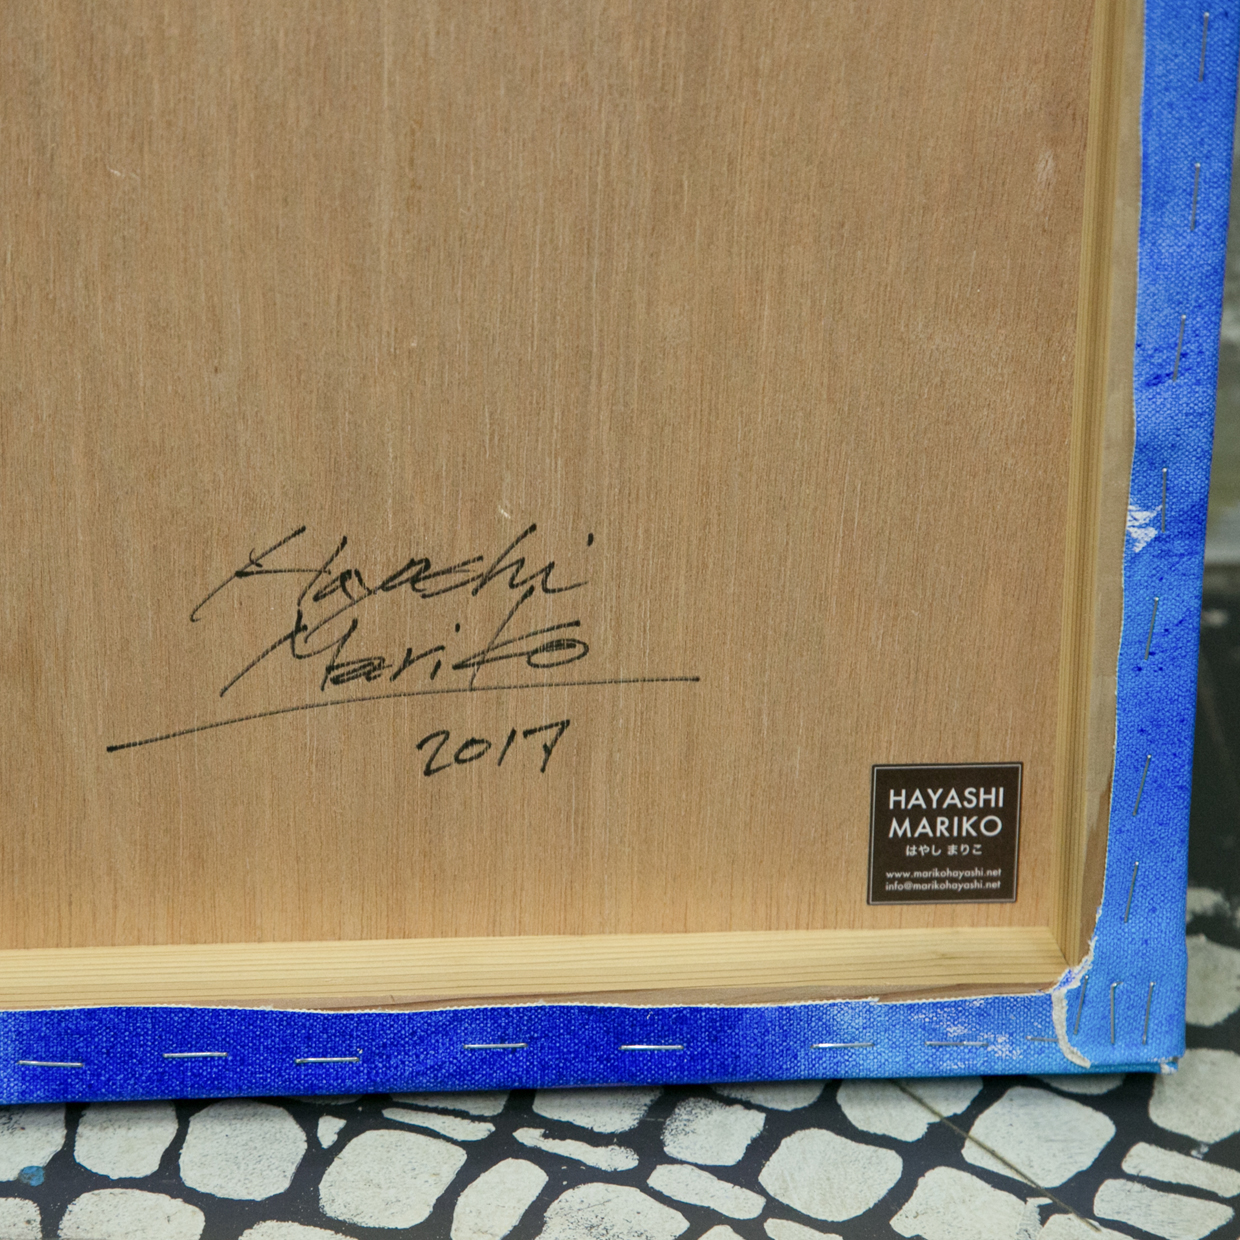 Hayashi
Mariko
2017
HAYASHI
MARIKO
はやし まりこ
www.marikohayashi.net
info@marikohayashi.net